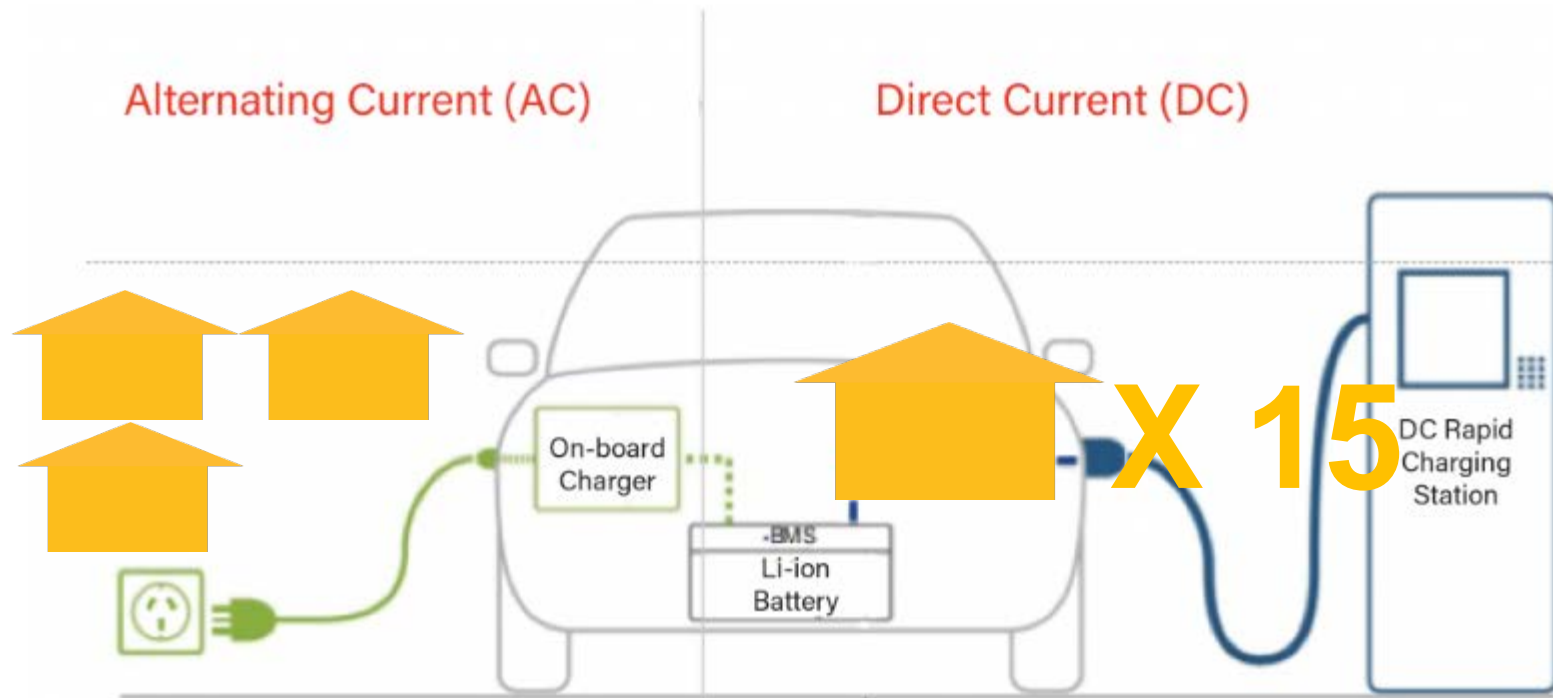 Alternating Current (AC)
Direct Current (DC)
On-board
Charger
-BMS
Li-ion
Battery
X 15
DC Rapid
Charging
Station